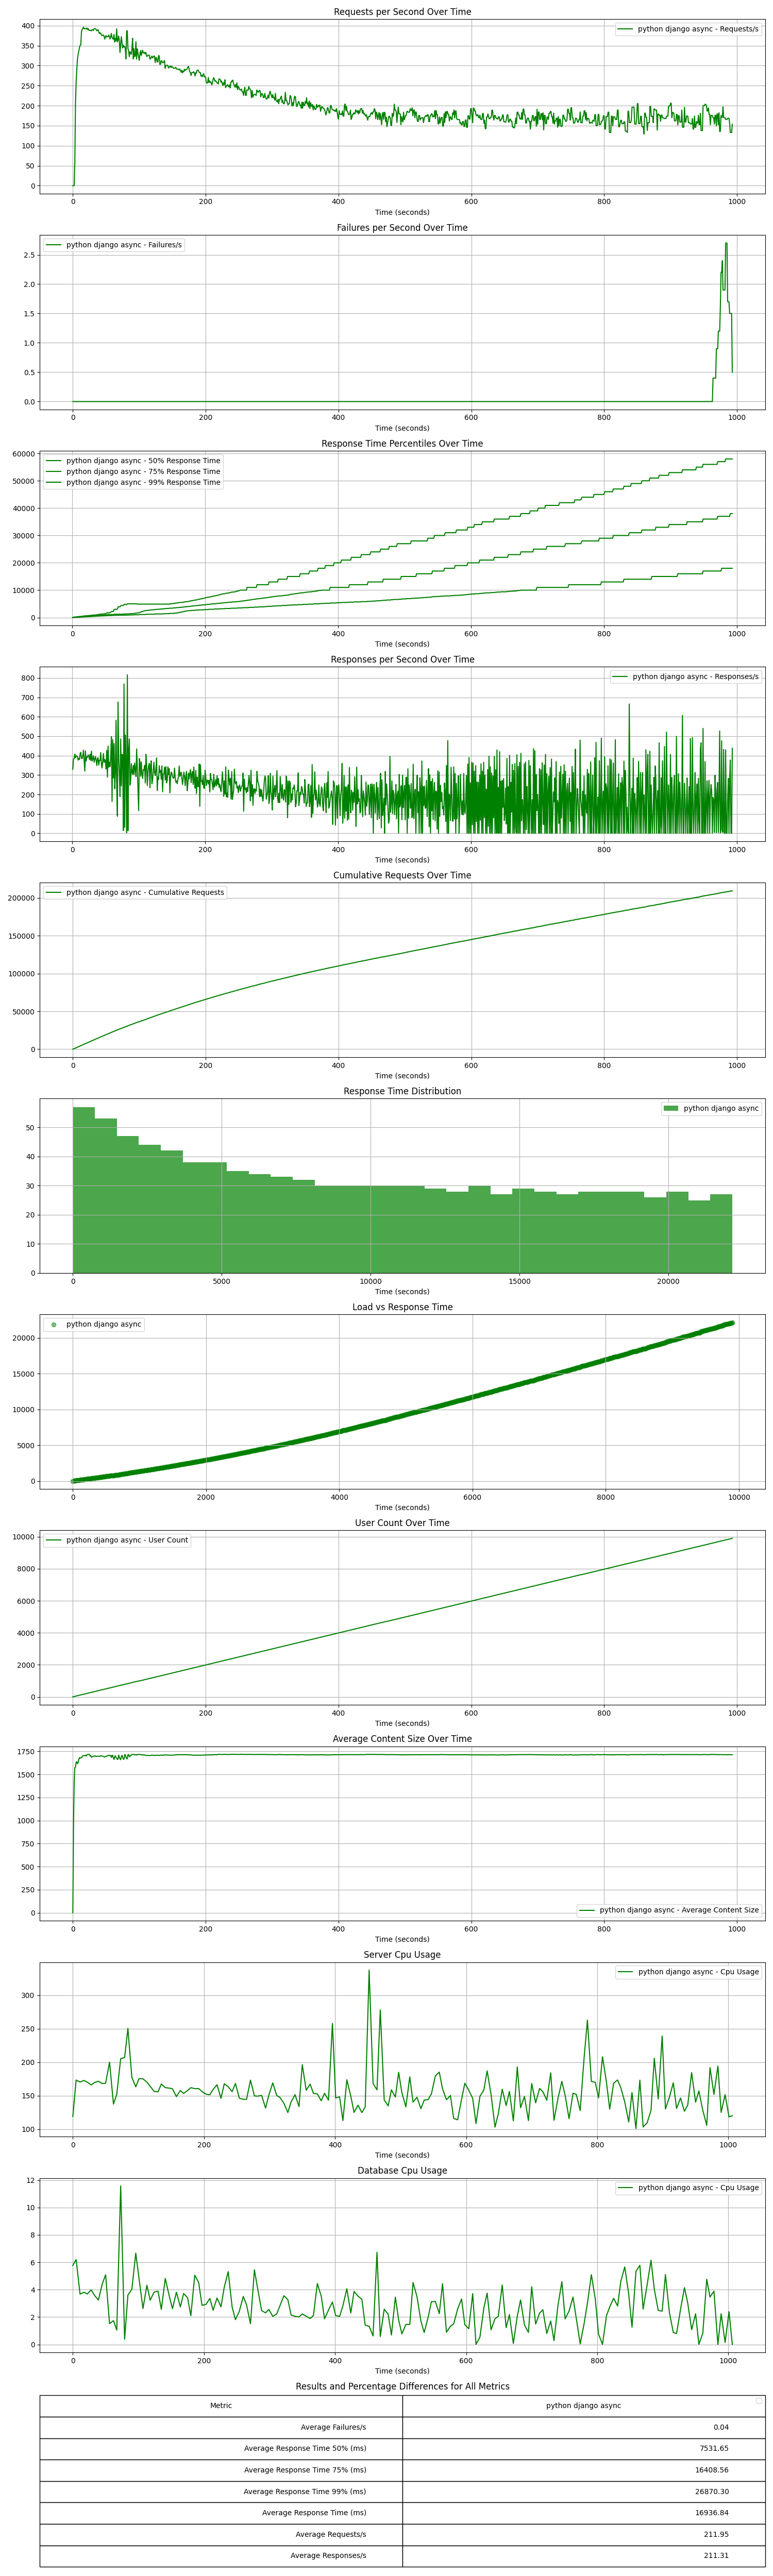 Requests per Second Over Time
python django async - Requests/s
400
350
300
250
200
150
100
50
0
0 200 400 600 800 1000
Time (seconds)
Failures per Second Over Time
python django async - Failures/s
2.5
2.0
1.5
1.0
0.5
0.0
0 200 400 600 800 1000
Time (seconds)
Response Time Percentiles Over Time
python django async - 50% Response Time
python django async - 75% Response Time
python django async - 99% Response Time
60000
50000
40000
30000
20000
10000
0
0 200 400 600 800 1000
Time (seconds)
Responses per Second Over Time
python django async - Responses/s
800
700
600
500
400
300
200
100
0
0 200 400 600 800 1000
Time (seconds)
Cumulative Requests Over Time
python django async - Cumulative Requests
200000
150000
100000
50000
0
0 200 400 600 800 1000
Time (seconds)
Response Time Distribution
python django async
50
40
30
20
10
0
0 5000 10000 15000 20000
Time (seconds)
Load vs Response Time
python django async
20000
15000
10000
5000
0
0 2000 4000 6000 8000 10000
Time (seconds)
User Count Over Time
python django async - User Count
10000
8000
6000
4000
2000
0
0 200 400 600 800 1000
Time (seconds)
Average Content Size Over Time
1750
1500
1250
1000
750
500
250
0
python django async - Average Content Size
0 200 400 600 800 1000
Time (seconds)
Server Cpu Usage
python django async - Cpu Usage
300
250
200
150
100
0 200 400 600 800 1000
Time (seconds)
Database Cpu Usage
python django async - Cpu Usage
12
10
8
6
4
2
0
0 200 400 600 800 1000
Time (seconds)
Results and Percentage Differences for All Metrics
Metric python django async
Average Failures/s 0.04
Average Response Time 50% (ms) 7531.65
Average Response Time 75% (ms) 16408.56
Average Response Time 99% (ms) 26870.30
Average Response Time (ms) 16936.84
Average Requests/s 211.95
Average Responses/s 211.31